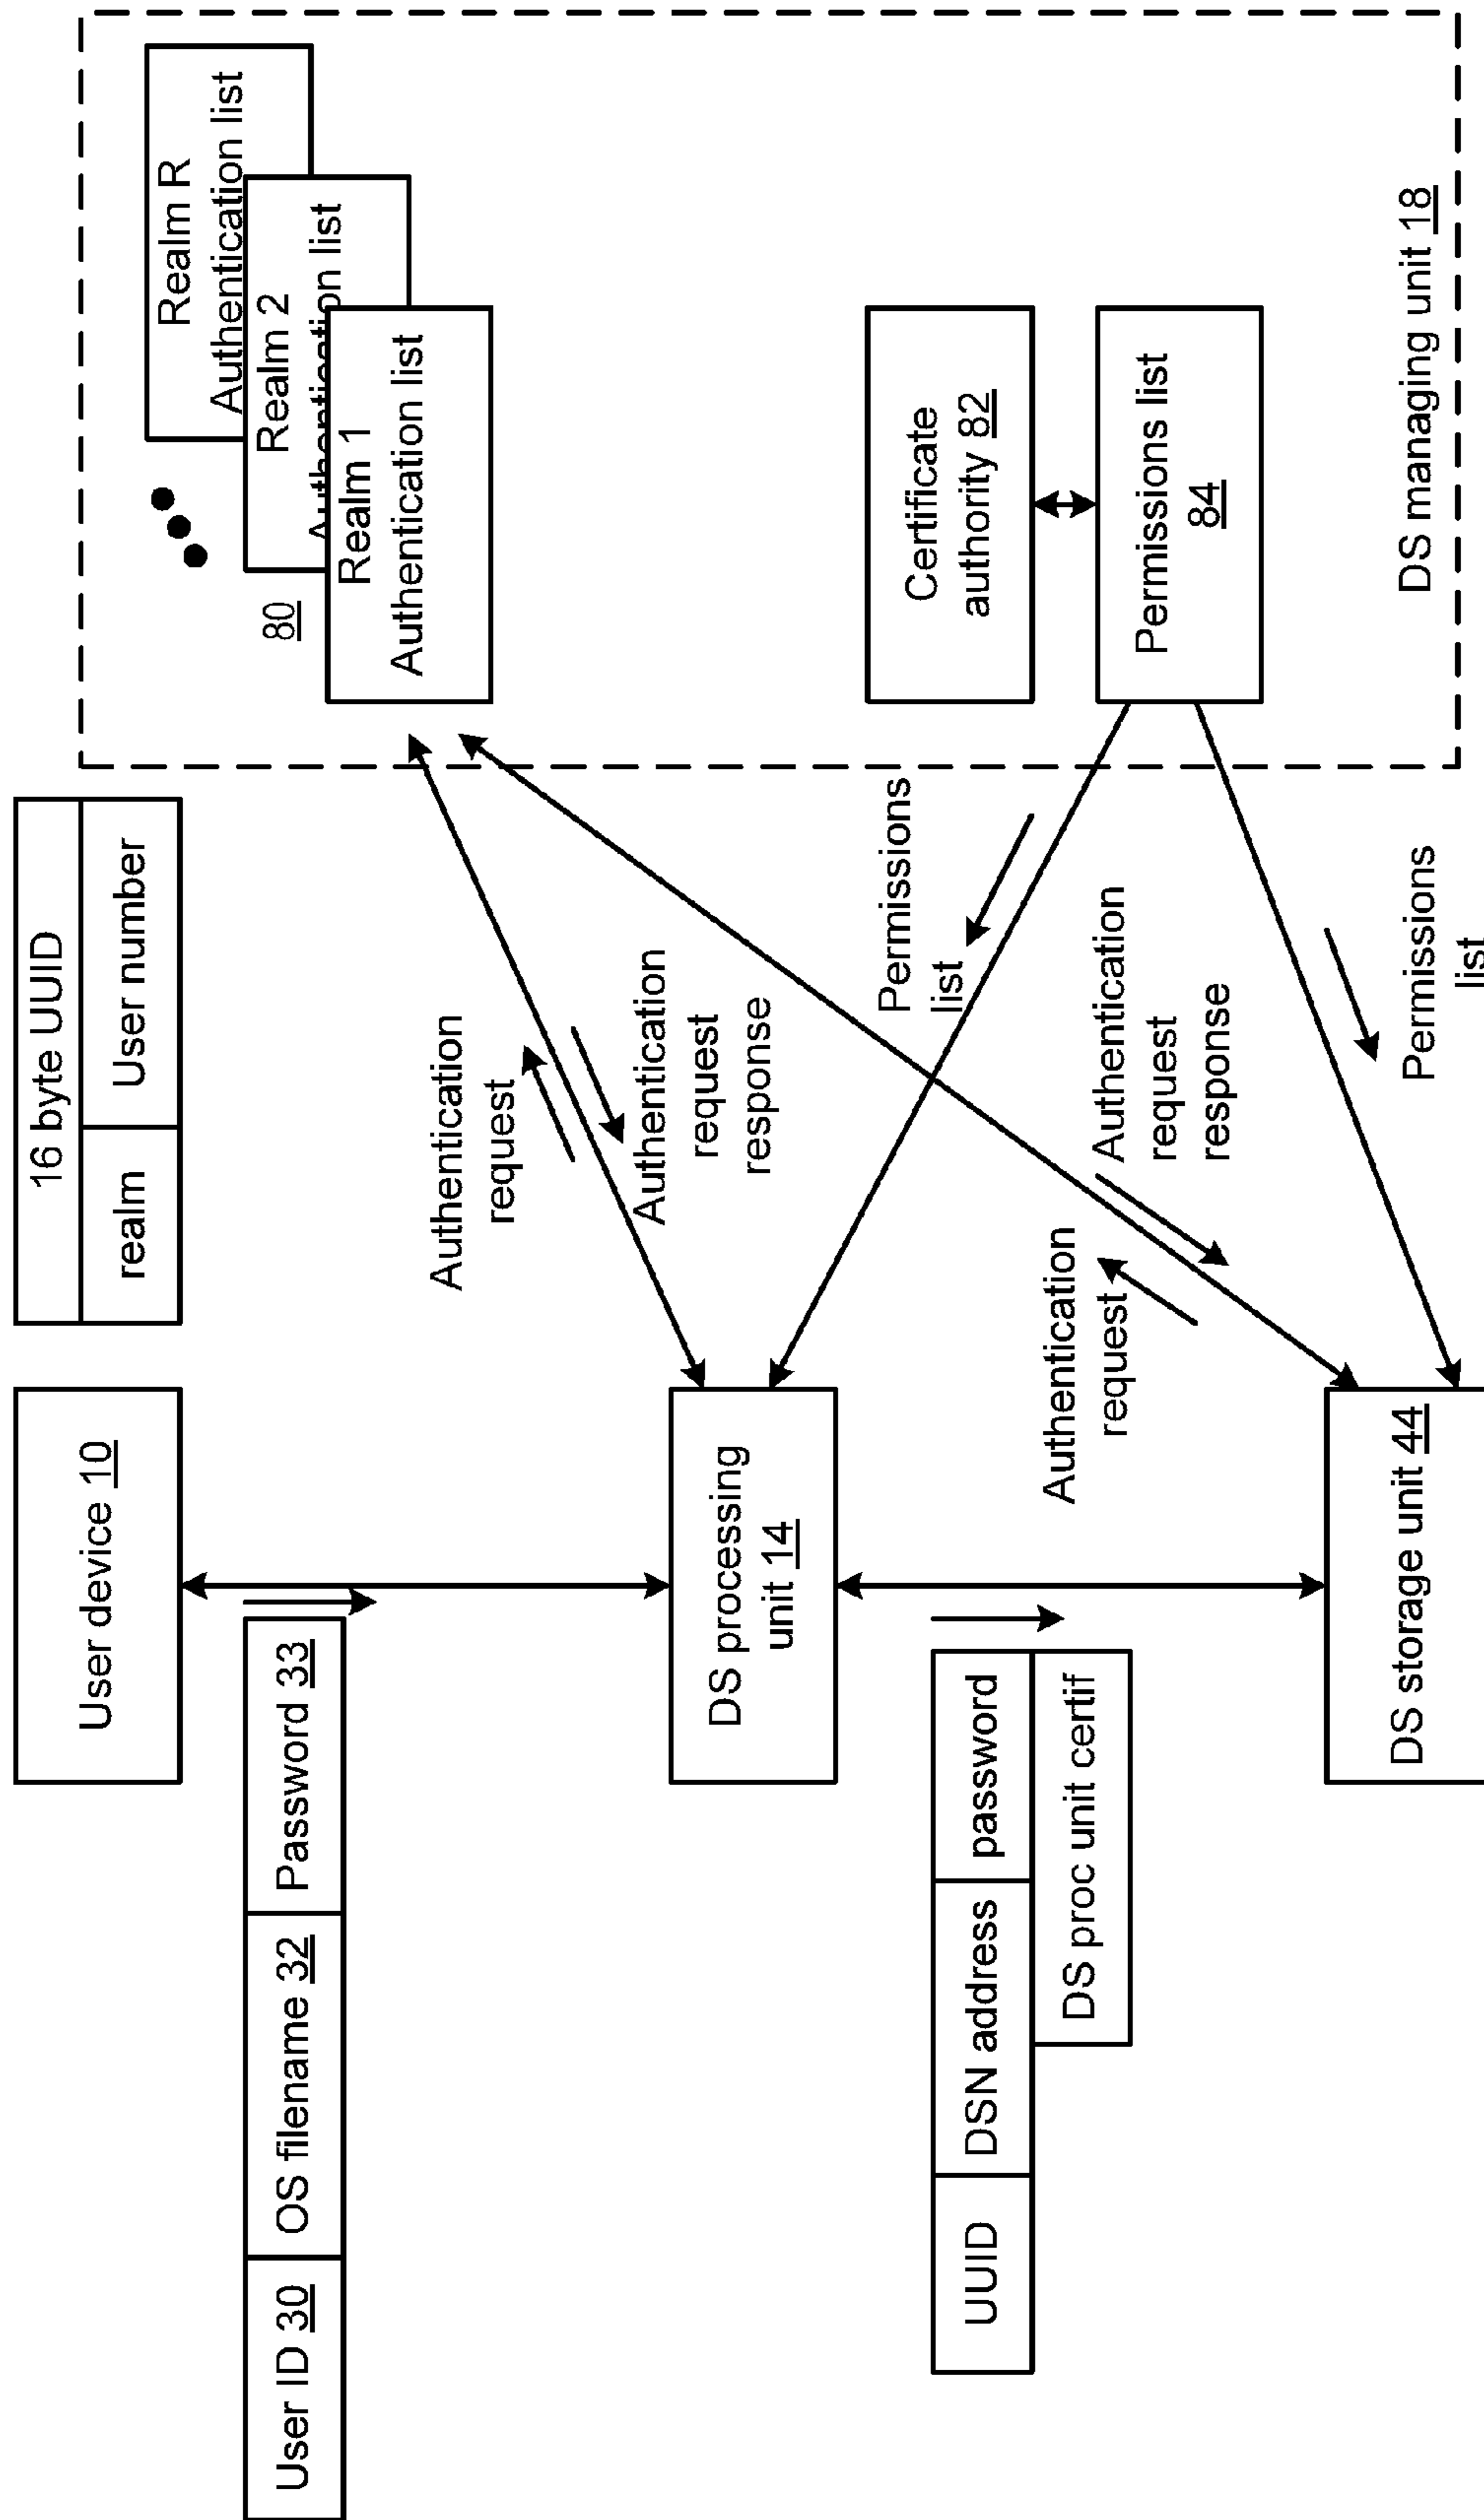 User device 10
16 byte UUID
realm
User number
Realm R
Authentication list
Realm 2
Authentication list
80
Realm 1
Authentication list
User ID 30
OS filename 32
Password 33
Authentication
request
Authentication
request
response
DS processing
unit 14
Permissions
list
Certificate
authority 82
Permissions list
84
UUID
DSN address
password
DS proc unit certif
Authentication
request
Authentication
request
response
DS storage unit 44
Permissions
list
DS managing unit 18